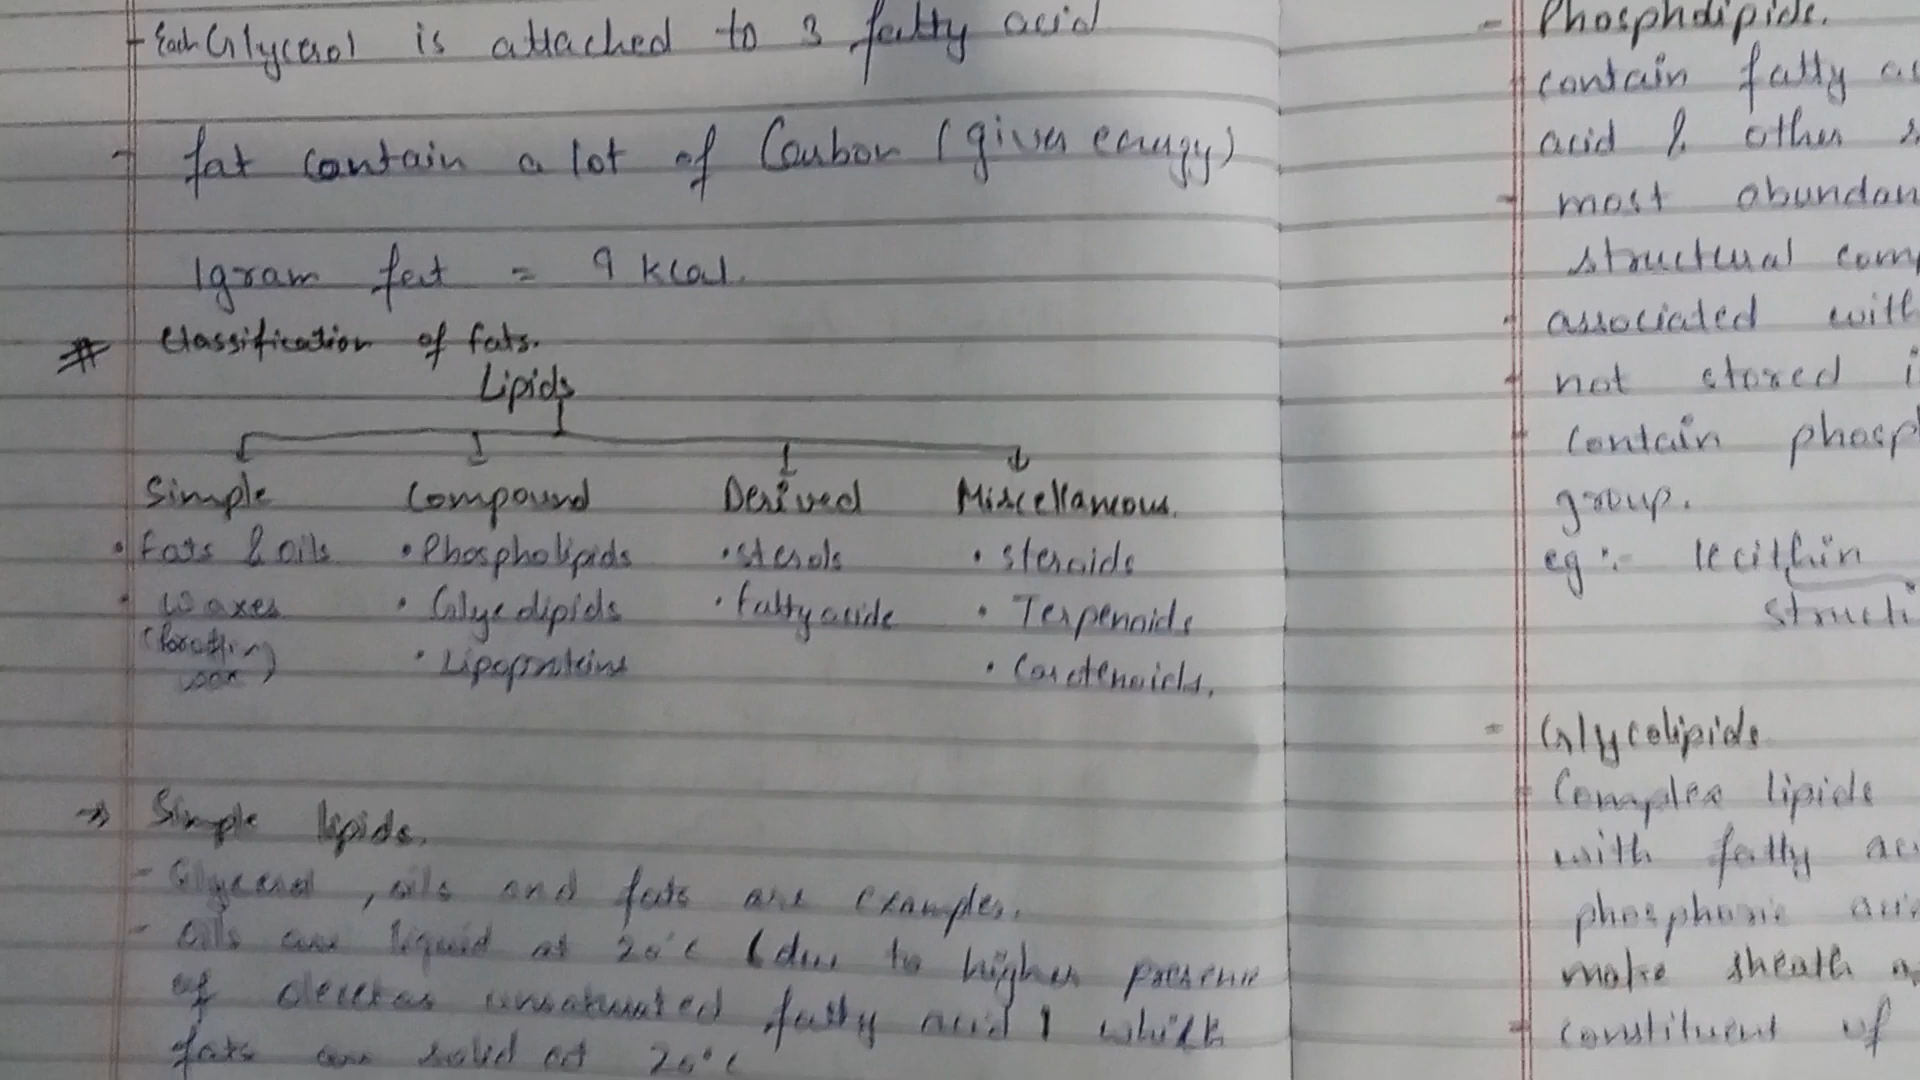 - Each Glycerol is attached to 3 fatty acid
- fat contain a lot of Carbon (gives energy)
1gram fat = 9 kcal.
# Classification of fats.
Lipids
Simple Compound Derived Miscellaneous.
• Fats & oils • Phospholipids • sterols • steroids
• Waxes • Glycolipids • Fatty acids • Terpenoids
• Lipoproteins • Carotenoids.
→ Simple lipids.
- Glycerol, oils and fats are examples.
- Oils are liquid at 20°C (due to higher presence
of unsaturated fatty acid) which
fats are solid at 20°C
- Phospholipids.
contain fatty
acid & other
- most abundan
structural com
- associated with
- not stored
- contain phosp
group.
eg :- lecithin
structi
- Glycolipids
- Complex lipids
with fatty ac
phosphoric
make sheath
- constituent of